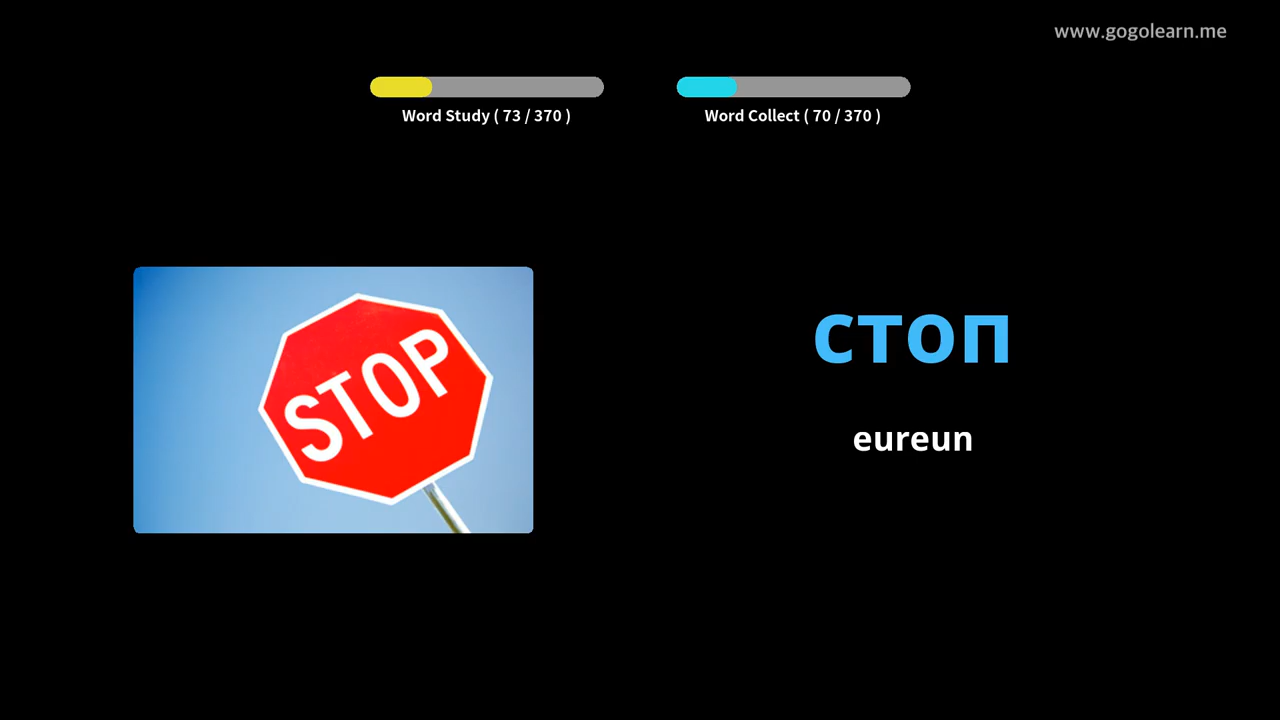 www.gogolearn.me
Word Study ( 73 / 370 )
Word Collect ( 70 / 370 )
STOP
стоп
eureun